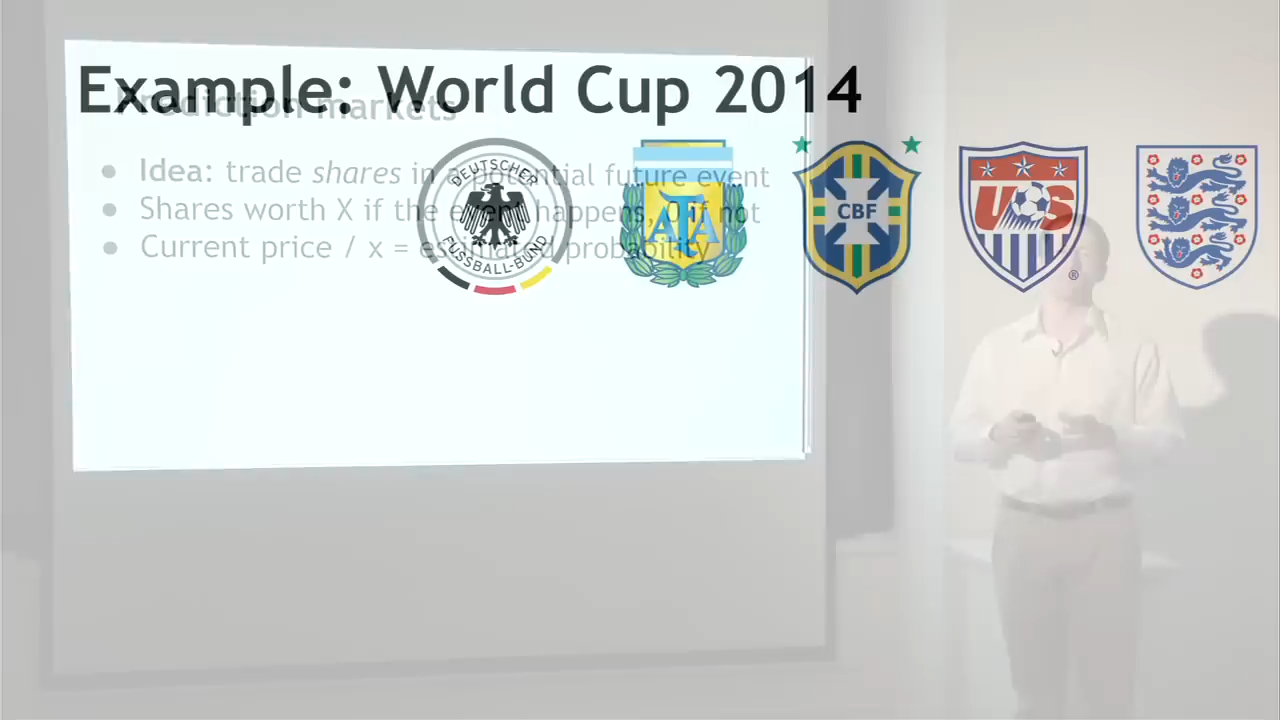 Example: World Cup 2014
Prediction markets
● Idea: trade shares in a potential future event
● Shares worth X if the event happens, 0 if not
● Current price / x = estimated probability
DEUTSCHER
FUSSBALL-BUND
AFA
CBF
US
®